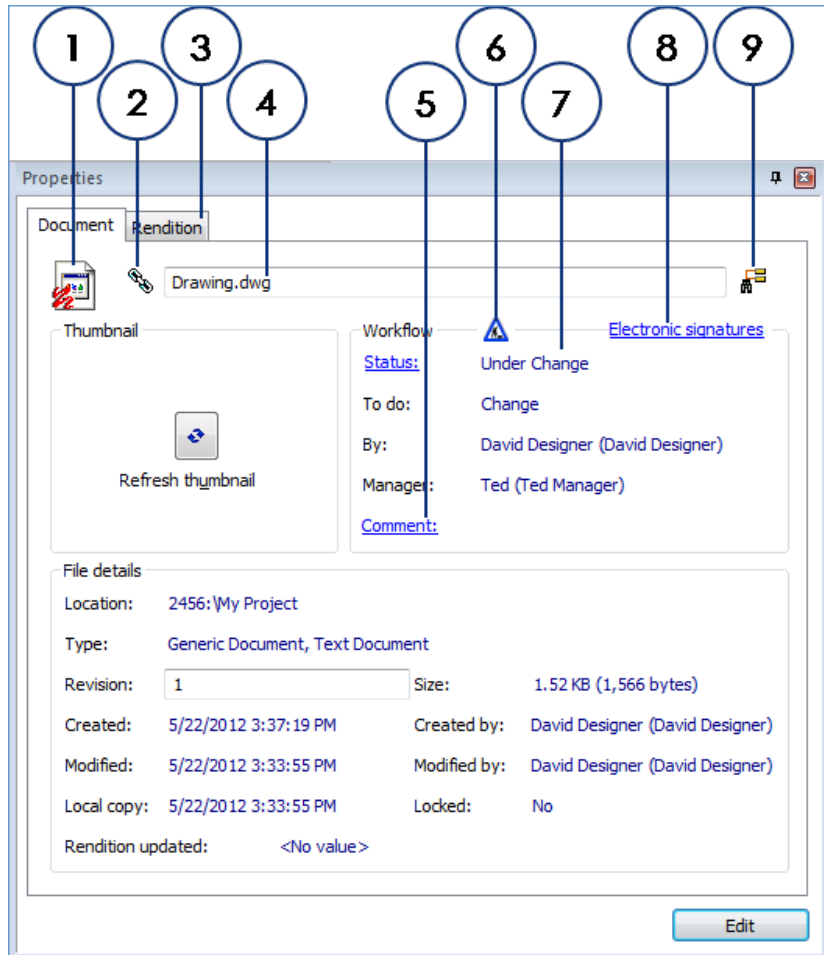 1 3 6 8 9
2 4 5 7
Properties
Document Rendition
Drawing.dwg
Thumbnail
Refresh thumbnail
Workflow Electronic signatures
Status: Under Change
To do: Change
By: David Designer (David Designer)
Manager: Ted (Ted Manager)
Comment:
File details
Location: 2456:\My Project
Type: Generic Document, Text Document
Revision: 1 Size: 1.52 KB (1,566 bytes)
Created: 5/22/2012 3:37:19 PM Created by: David Designer (David Designer)
Modified: 5/22/2012 3:33:55 PM Modified by: David Designer (David Designer)
Local copy: 5/22/2012 3:33:55 PM Locked: No
Rendition updated: <No value>
Edit